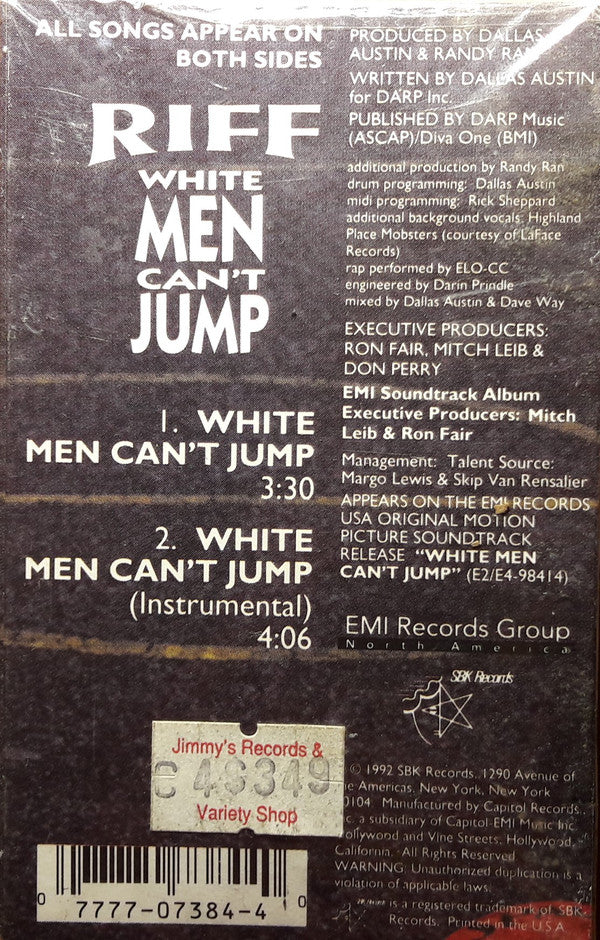 ALL SONGS APPEAR ON
BOTH SIDES
RIFF
WHITE
MEN
CAN'T
JUMP
1. WHITE
MEN CAN'T JUMP
3:30
2. WHITE
MEN CAN'T JUMP
(Instrumental)
4:06
PRODUCED BY DALLAS
AUSTIN & RANDY
WRITTEN BY DALLAS AUSTIN
for DARP Inc.
PUBLISHED BY DARP Music
(ASCAP)/Diva One (BMI)
additional production by Randy Ran
drum programming: Dallas Austin
midi programming: Rick Sheppard
additional background vocals: Highland
Place Mobsters (courtesy of LaFace
Records)
rap performed by ELO-CC
engineered by Darin Prindle
mixed by Dallas Austin & Dave Way
EXECUTIVE PRODUCERS:
RON FAIR, MITCH LEIB &
DON PERRY
EMI Soundtrack Album
Executive Producers: Mitch
Leib & Ron Fair
Management: Talent Source:
Margo Lewis & Skip Van Rensalier
APPEARS ON THE EMI RECORDS
USA ORIGINAL MOTION
PICTURE SOUNDTRACK
RELEASE "WHITE MEN
CAN'T JUMP" (E2/E4-98414)
EMI Records Group
North America
SBK Records
Jimmy's Records &
C 43349
Variety Shop
© 1992 SBK Records, 1290 Avenue of
e Americas, New York, New York
0104. Manufactured by Capitol Records,
c. a subsidiary of Capitol-EMI Music Inc.
ollywood and Vine Streets, Hollywood,
California. All Rights Reserved
WARNING: Unauthorized duplication is a
violation of applicable laws.
is a registered trademark of SBK
Records. Printed in the U.S.A.
0 7777-07384-4 0